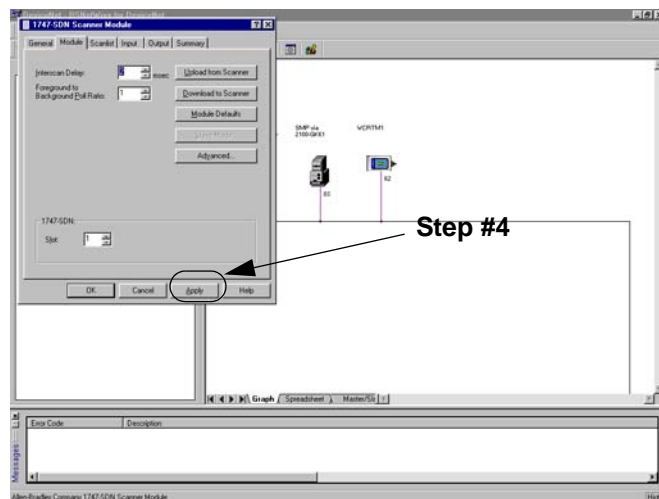 1747-SDN Scanner Module
General Module Scanlist Input Output Summary
Interscan Delay: msec
Upload from Scanner
Foreground to
Background Poll Ratio: 1
Download to Scanner
Module Defaults
Advanced...
1747-SDN:
Slot: 1
OK Cancel Apply Help
SMP via
2100-GK61
63
WCRTM1
62
Step #4
Graph Spreadsheet Master/Sla
Error Code Description
Messages
Allen-Bradley Company 1747-SDN Scanner Module